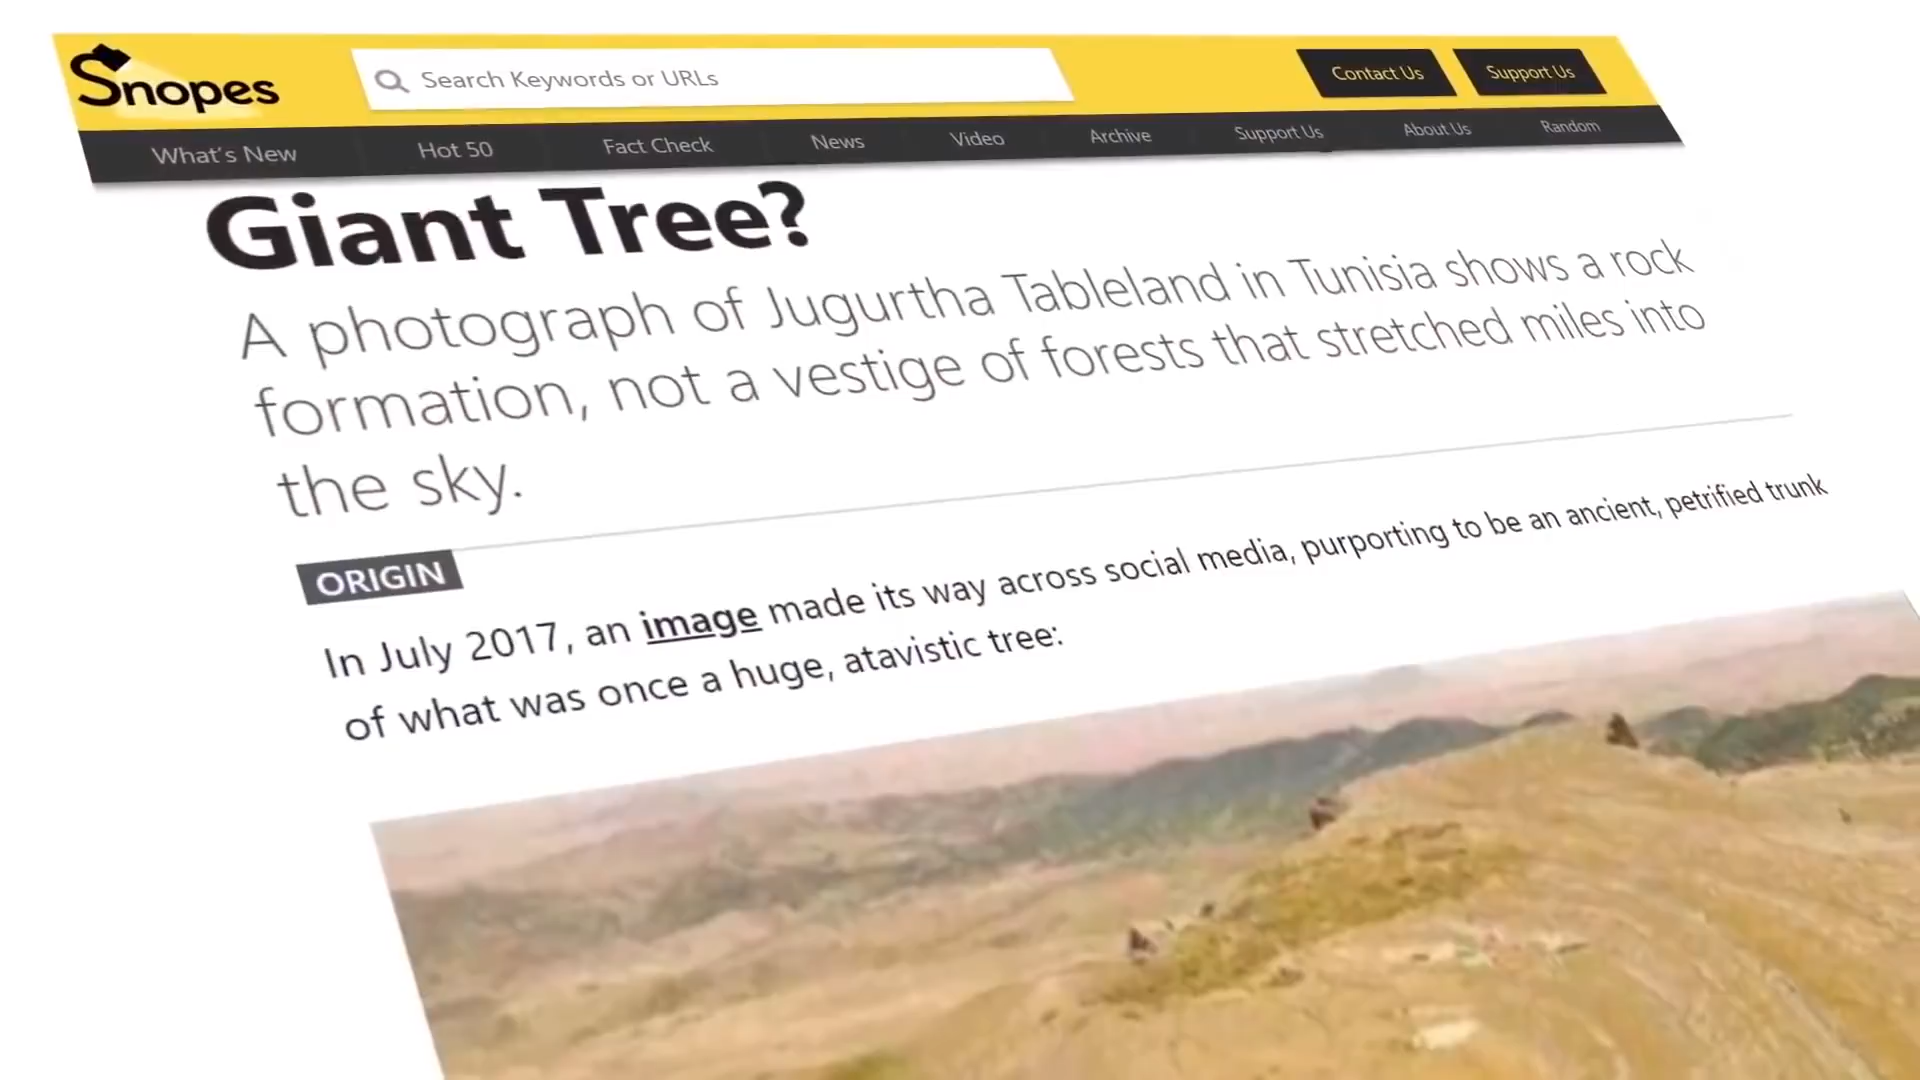 Snopes
Search Keywords or URLs
Contact Us
Support Us
What's New
Hot 50
Fact Check
News
Video
Archive
Support Us
About Us
Random
Giant Tree?
A photograph of Jugurtha Tableland in Tunisia shows a rock
formation, not a vestige of forests that stretched miles into
the sky.
ORIGIN
In July 2017, an image made its way across social media, purporting to be an ancient, petrified trunk
of what was once a huge, atavistic tree: